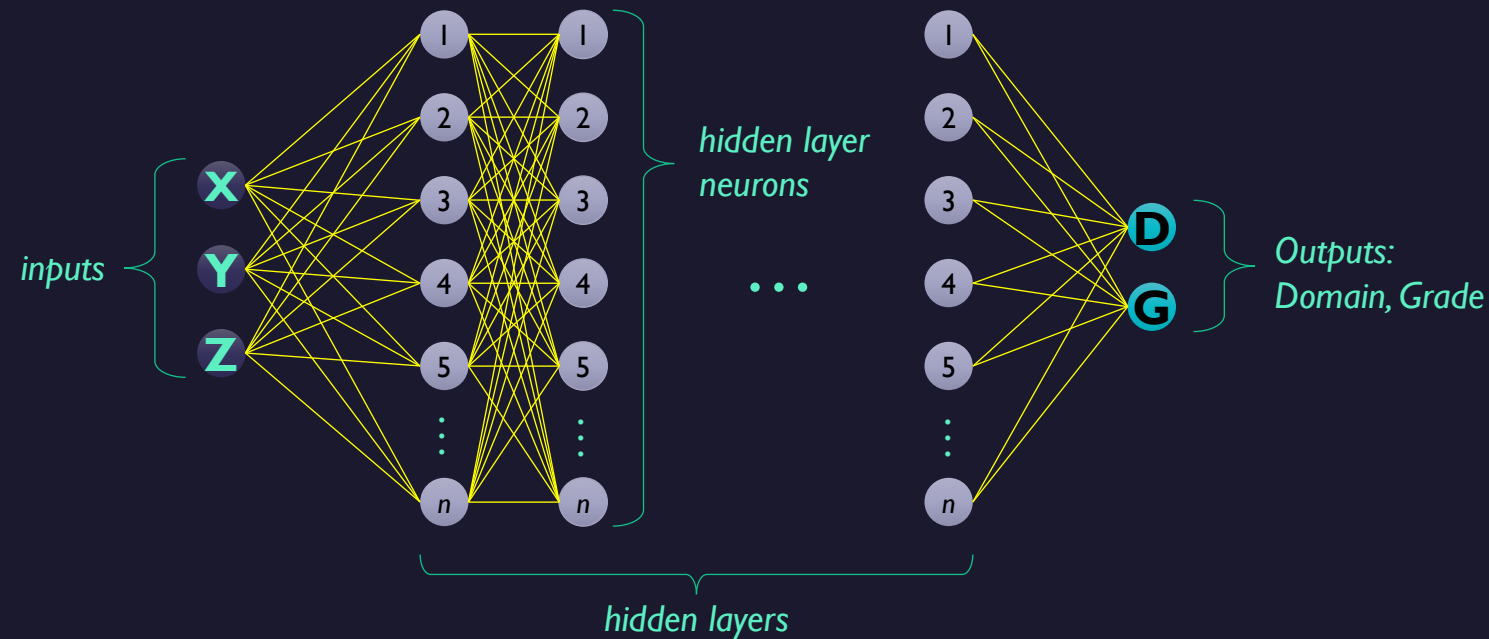 X
Y
Z
inputs
1
2
3
4
5
n
1
2
3
4
5
n
hidden layer
neurons
...
1
2
3
4
5
n
D
G
Outputs:
Domain, Grade
hidden layers